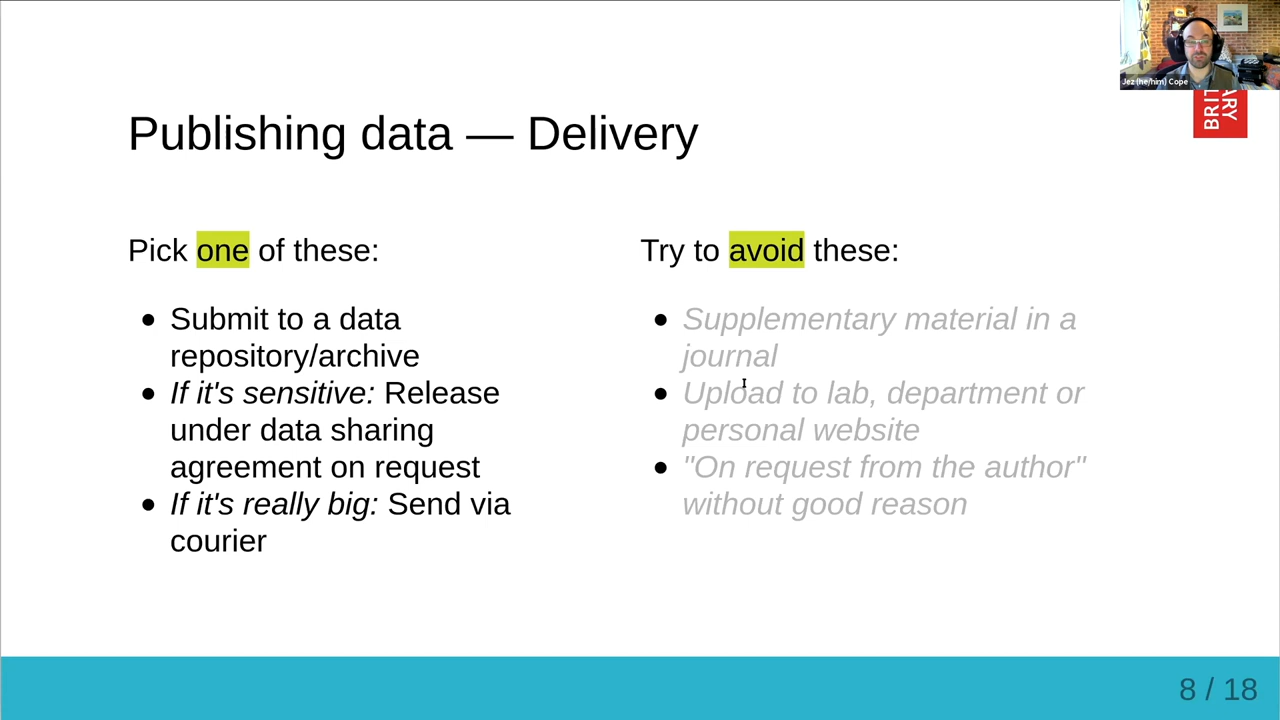 Jez (he/him) Cope
BRI
ARY
Publishing data — Delivery
Pick one of these:
• Submit to a data
repository/archive
• If it's sensitive: Release
under data sharing
agreement on request
• If it's really big: Send via
courier
Try to avoid these:
• Supplementary material in a
journal
• Upload to lab, department or
personal website
• "On request from the author"
without good reason
8 / 18